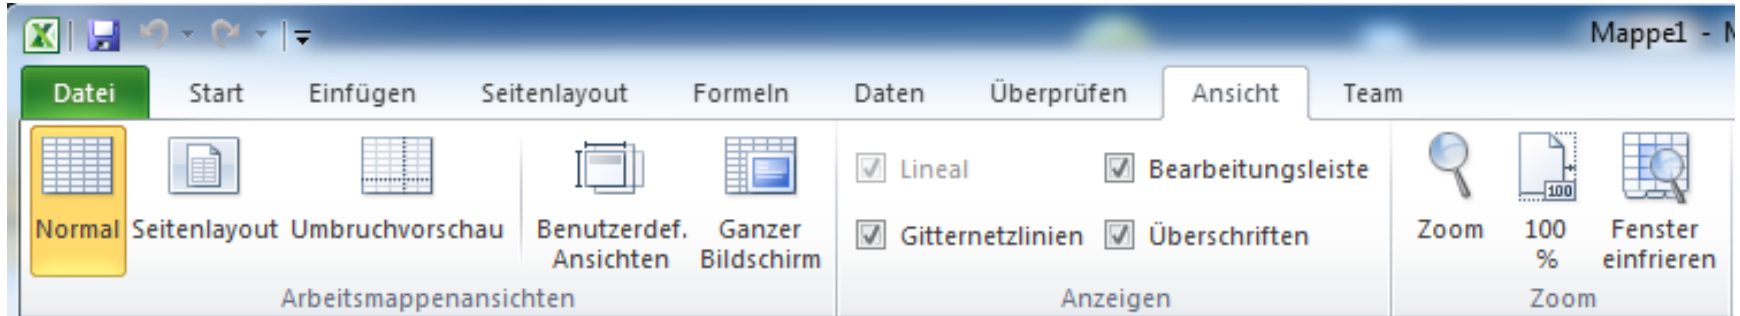 Mappe1 - M
Datei Start Einfügen Seitenlayout Formeln Daten Überprüfen Ansicht Team
Normal Seitenlayout Umbruchvorschau
Benutzerdef.
Ansichten
Ganzer
Bildschirm
Arbeitsmappenansichten
Lineal Bearbeitungsleiste
Gitternetzlinien Überschriften
Anzeigen
100
Zoom
100
%
Fenster
einfrieren
Zoom